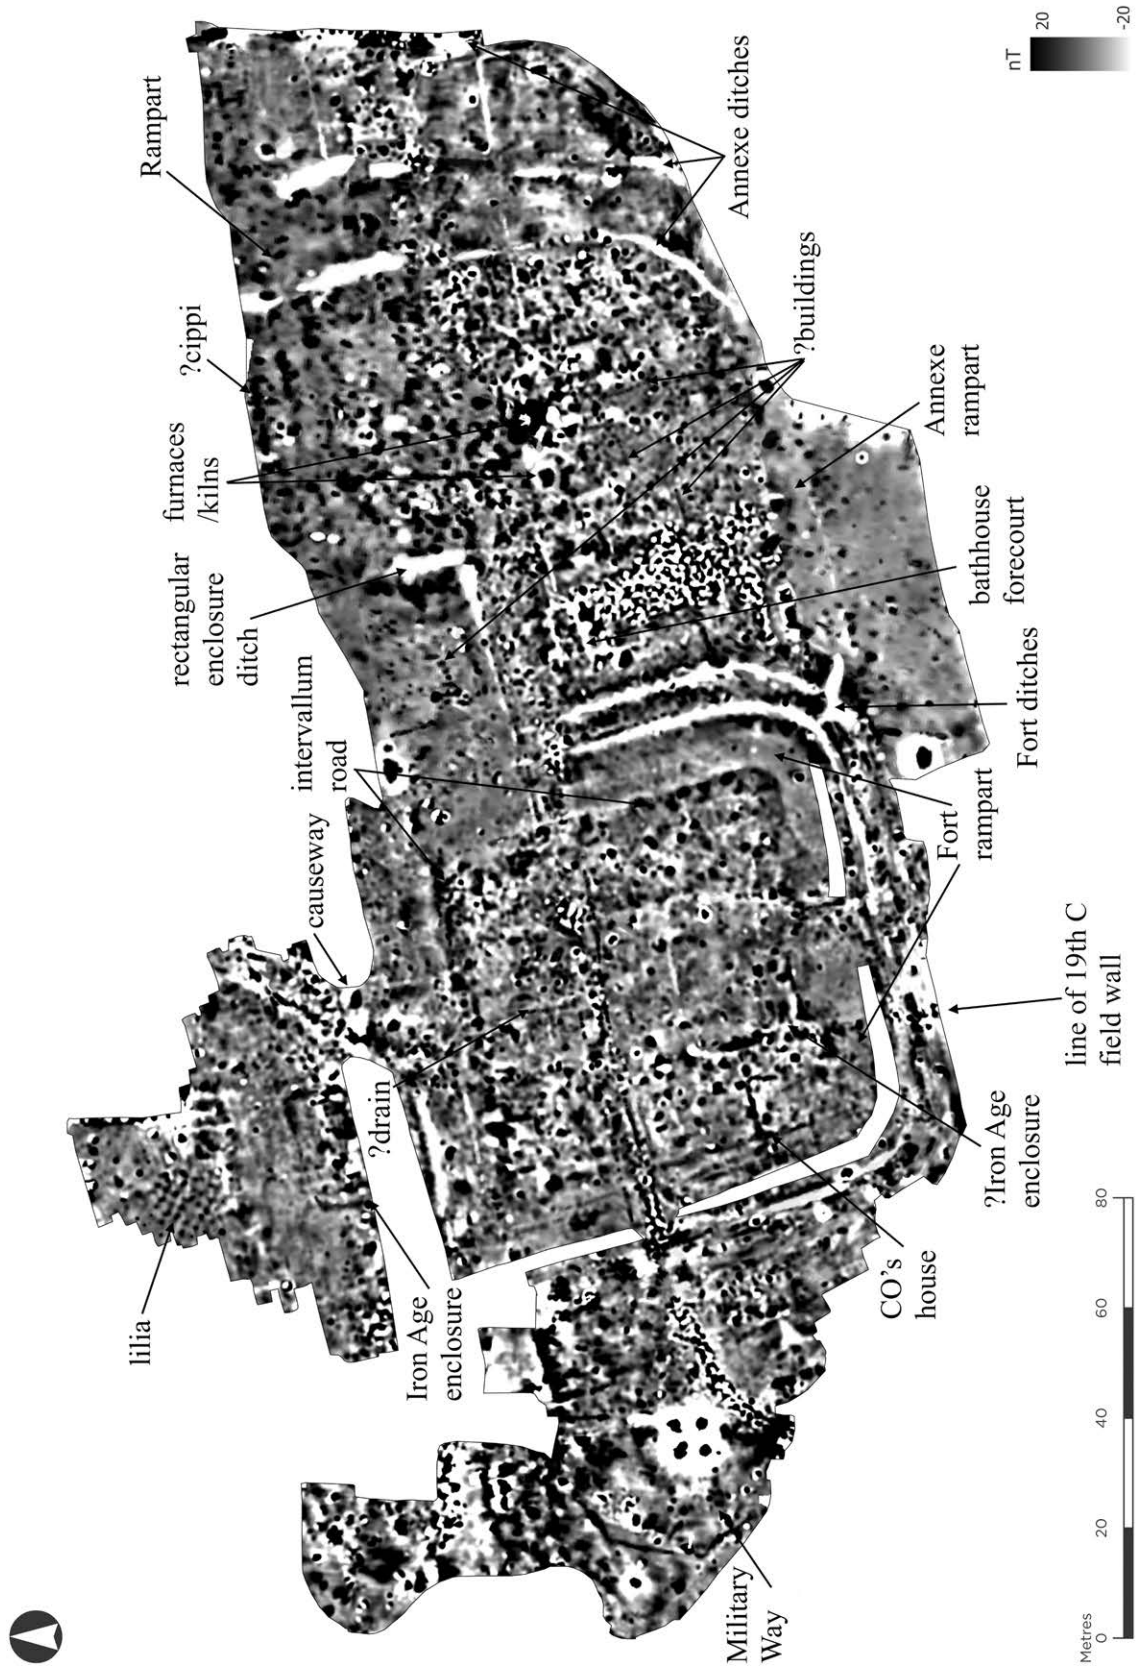 lilia
Iron Age
enclosure
?drain
causeway
intervallum
road
rectangular
enclosure
ditch
furnaces
/kilns
?cippi
Rampart
Annexe ditches
?buildings
Annexe
rampart
bathhouse
forecourt
Fort ditches
Fort
rampart
line of 19th C
field wall
?Iron Age
enclosure
CO's
house
Military
Way
Metres
0 20 40 60 80
nT
20
-20